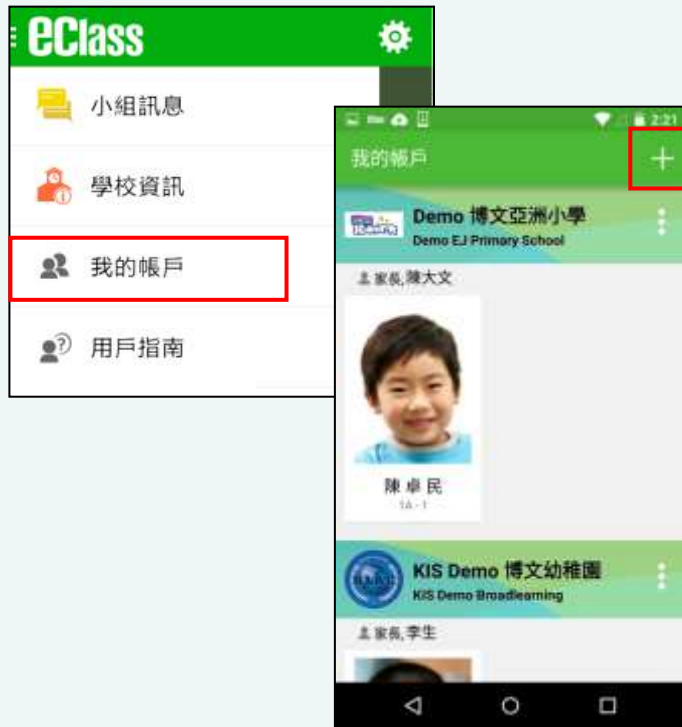 eClass
小組訊息
學校資訊
我的帳戶
用戶指南
2:21
我的帳戶
Demo 博文亞洲小學
Demo EJ Primary School
家長, 陳大文
陳卓民
1A - 1
KIS Demo 博文幼稚園
KIS Demo Broadlearning
家長, 李生